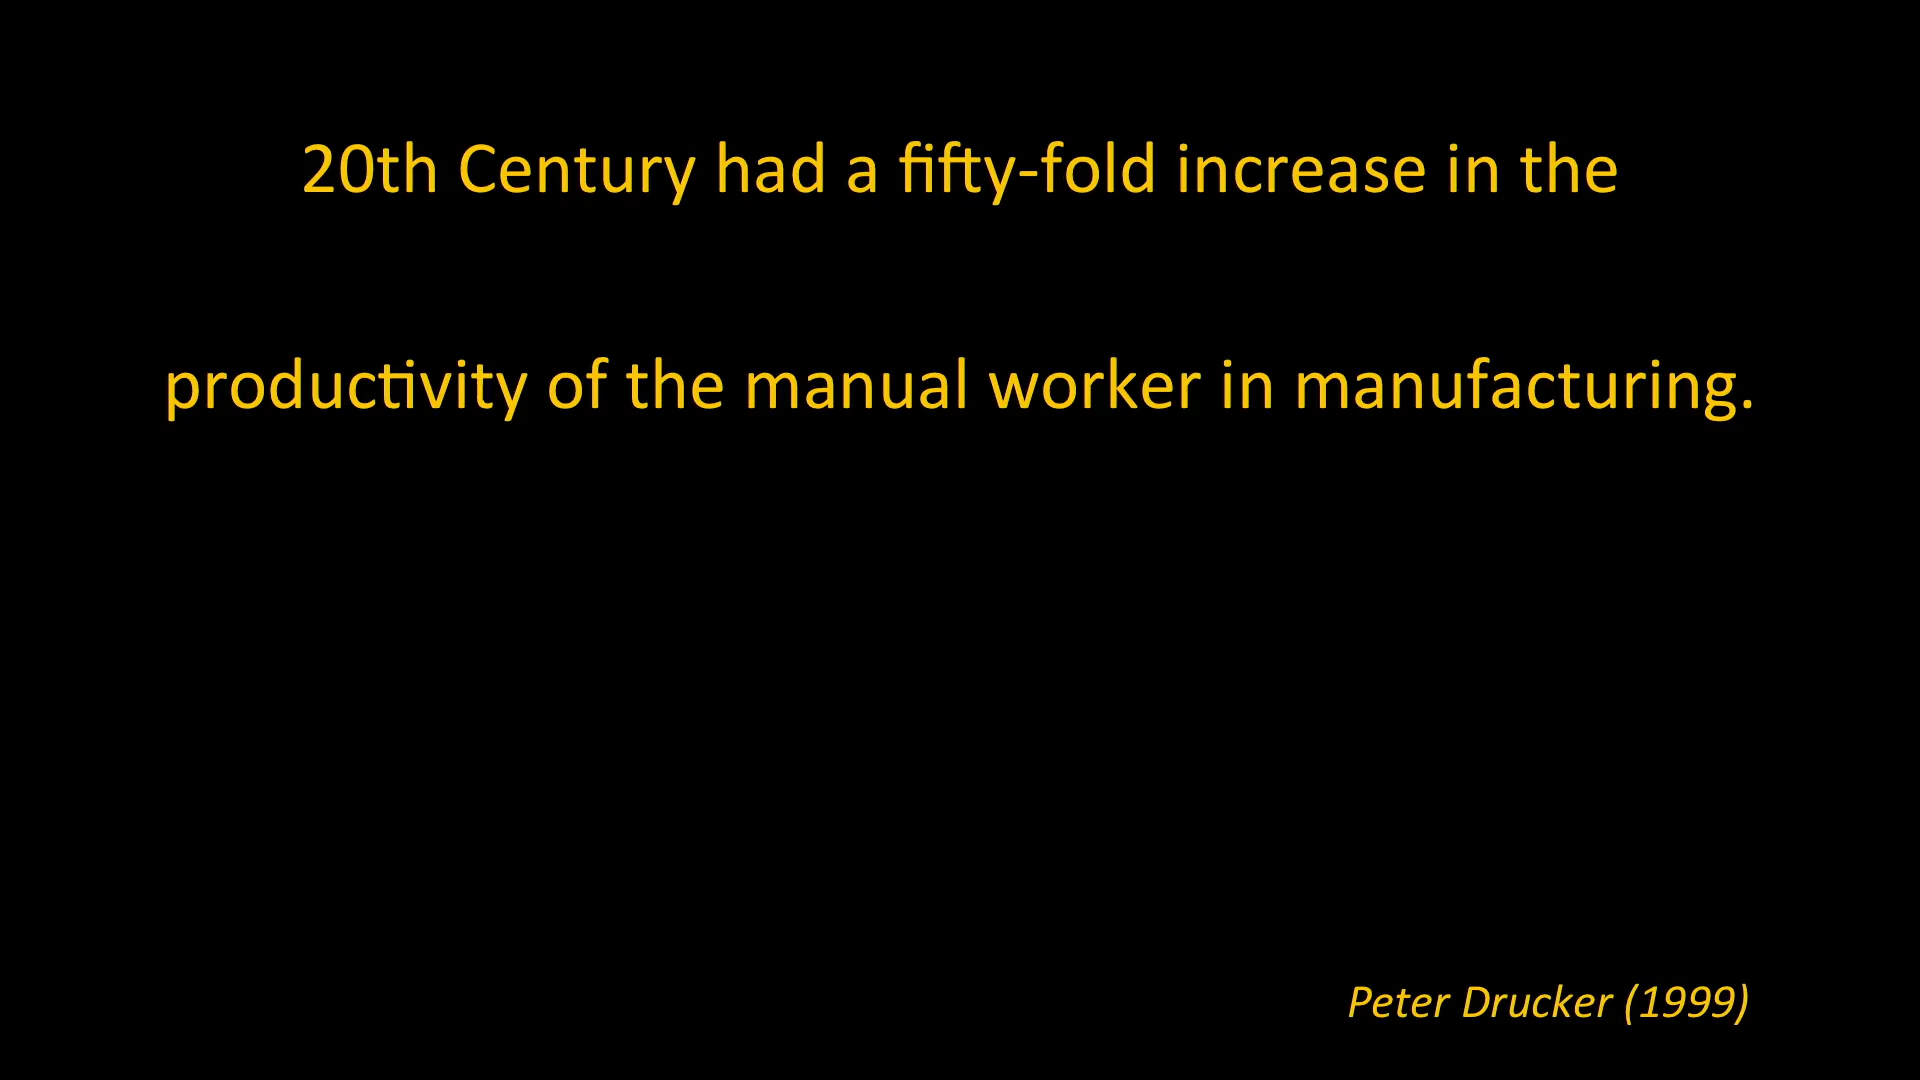 20th Century had a fifty-fold increase in the
productivity of the manual worker in manufacturing.
Peter Drucker (1999)